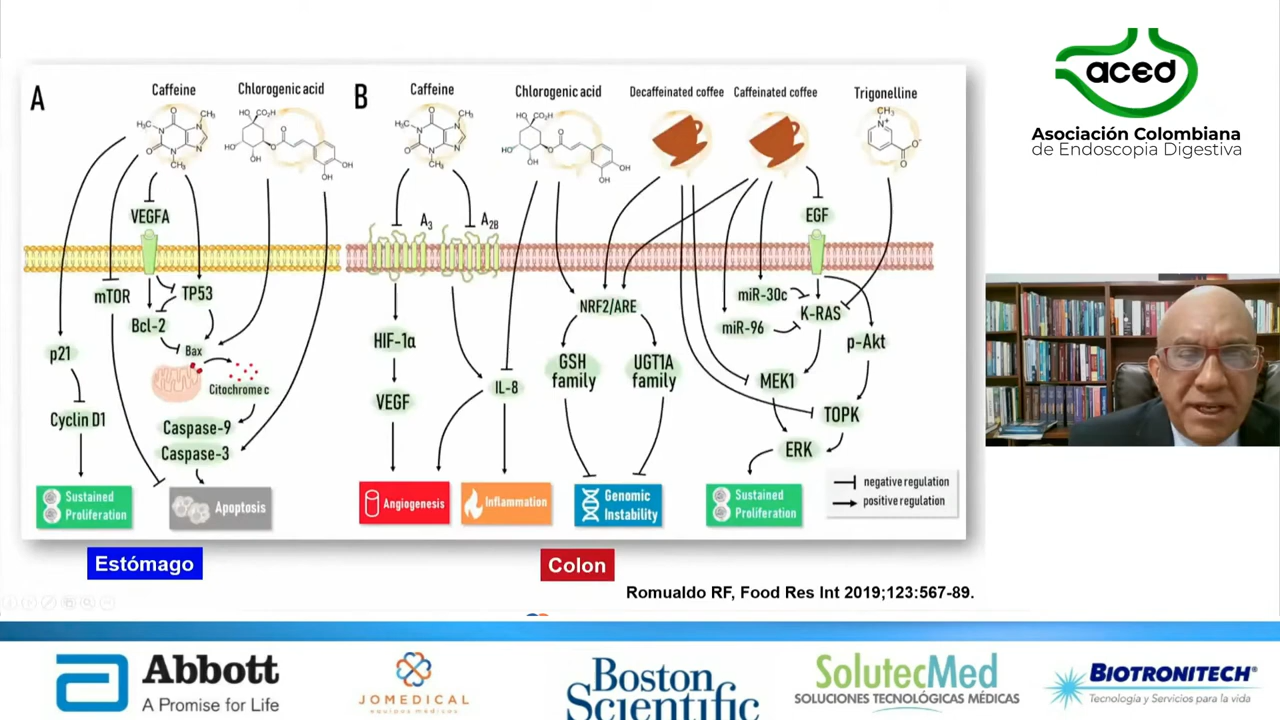 A
Caffeine
Chlorogenic acid
B
Caffeine
Chlorogenic acid
Decaffeinated coffee
Caffeinated coffee
Trigonelline
VEGFA
mTOR
TP53
Bcl-2
Bax
p21
Citochrome c
Cyclin D1
Caspase-9
Caspase-3
Sustained
Proliferation
Apoptosis
A3
A2B
EGF
HIF-1α
VEGF
IL-8
NRF2/ARE
GSH
family
UGT1A
family
miR-30c
K-RAS
miR-96
p-Akt
MEK1
TOPK
ERK
Angiogenesis
Inflammation
Genomic
Instability
Sustained
Proliferation
negative regulation
positive regulation
Estómago
Colon
Romualdo RF, Food Res Int 2019;123:567-89.
aced
Asociación Colombiana
de Endoscopia Digestiva
Abbott
A Promise for Life
JOMEDICAL
equipos médicos
Boston
Scientific
SolutecMed
SOLUCIONES TECNOLÓGICAS MÉDICAS
BIOTRONITECH®
Tecnología y Servicios para la vida